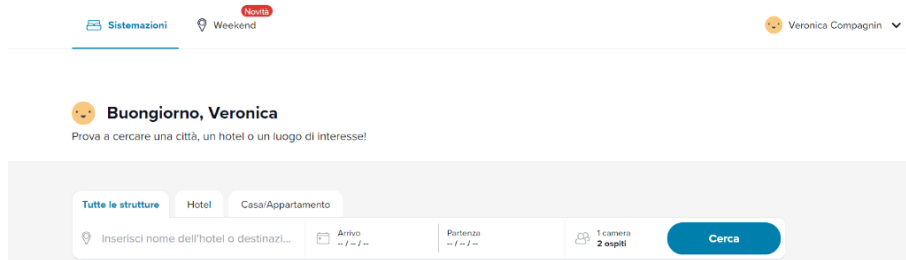 Novità
Sistemazioni Weekend Veronica Compagnin
Buongiorno, Veronica
Prova a cercare una città, un hotel o un luogo di interesse!
Tutte le strutture Hotel Casa/Appartamento
Inserisci nome dell'hotel o destinazi... Arrivo Partenza 1 camera Cerca
-- / -- / -- -- / -- / -- 2 ospiti